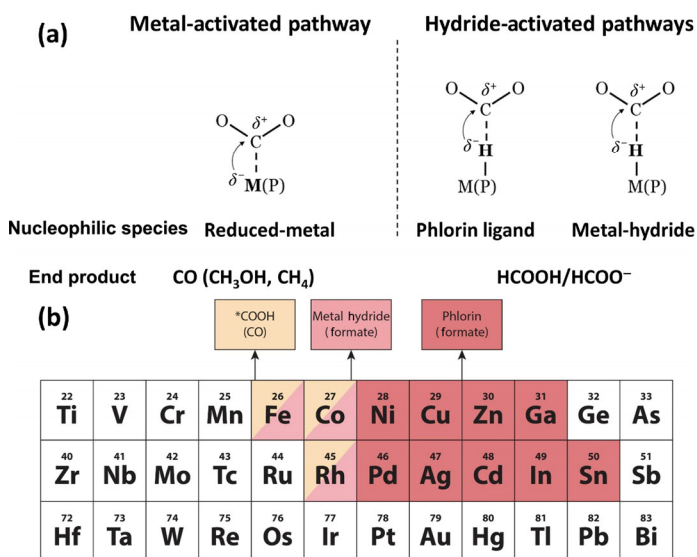 (a)
Metal-activated pathway
Hydride-activated pathways
O δ+ O
C
δ− M(P)
O δ+ O
C
δ− H
M(P)
O δ+ O
C
δ− H
M(P)
Nucleophilic species Reduced-metal Phlorin ligand Metal-hydride
End product CO (CH₃OH, CH₄) HCOOH/HCOO⁻
(b)
*COOH
(CO)
Metal hydride
(formate)
Phlorin
(formate)
22 23 24 25 26 27 28 29 30 31 32 33
Ti V Cr Mn Fe Co Ni Cu Zn Ga Ge As
40 41 42 43 44 45 46 47 48 49 50 51
Zr Nb Mo Tc Ru Rh Pd Ag Cd In Sn Sb
72 73 74 75 76 77 78 79 80 81 82 83
Hf Ta W Re Os Ir Pt Au Hg Tl Pb Bi